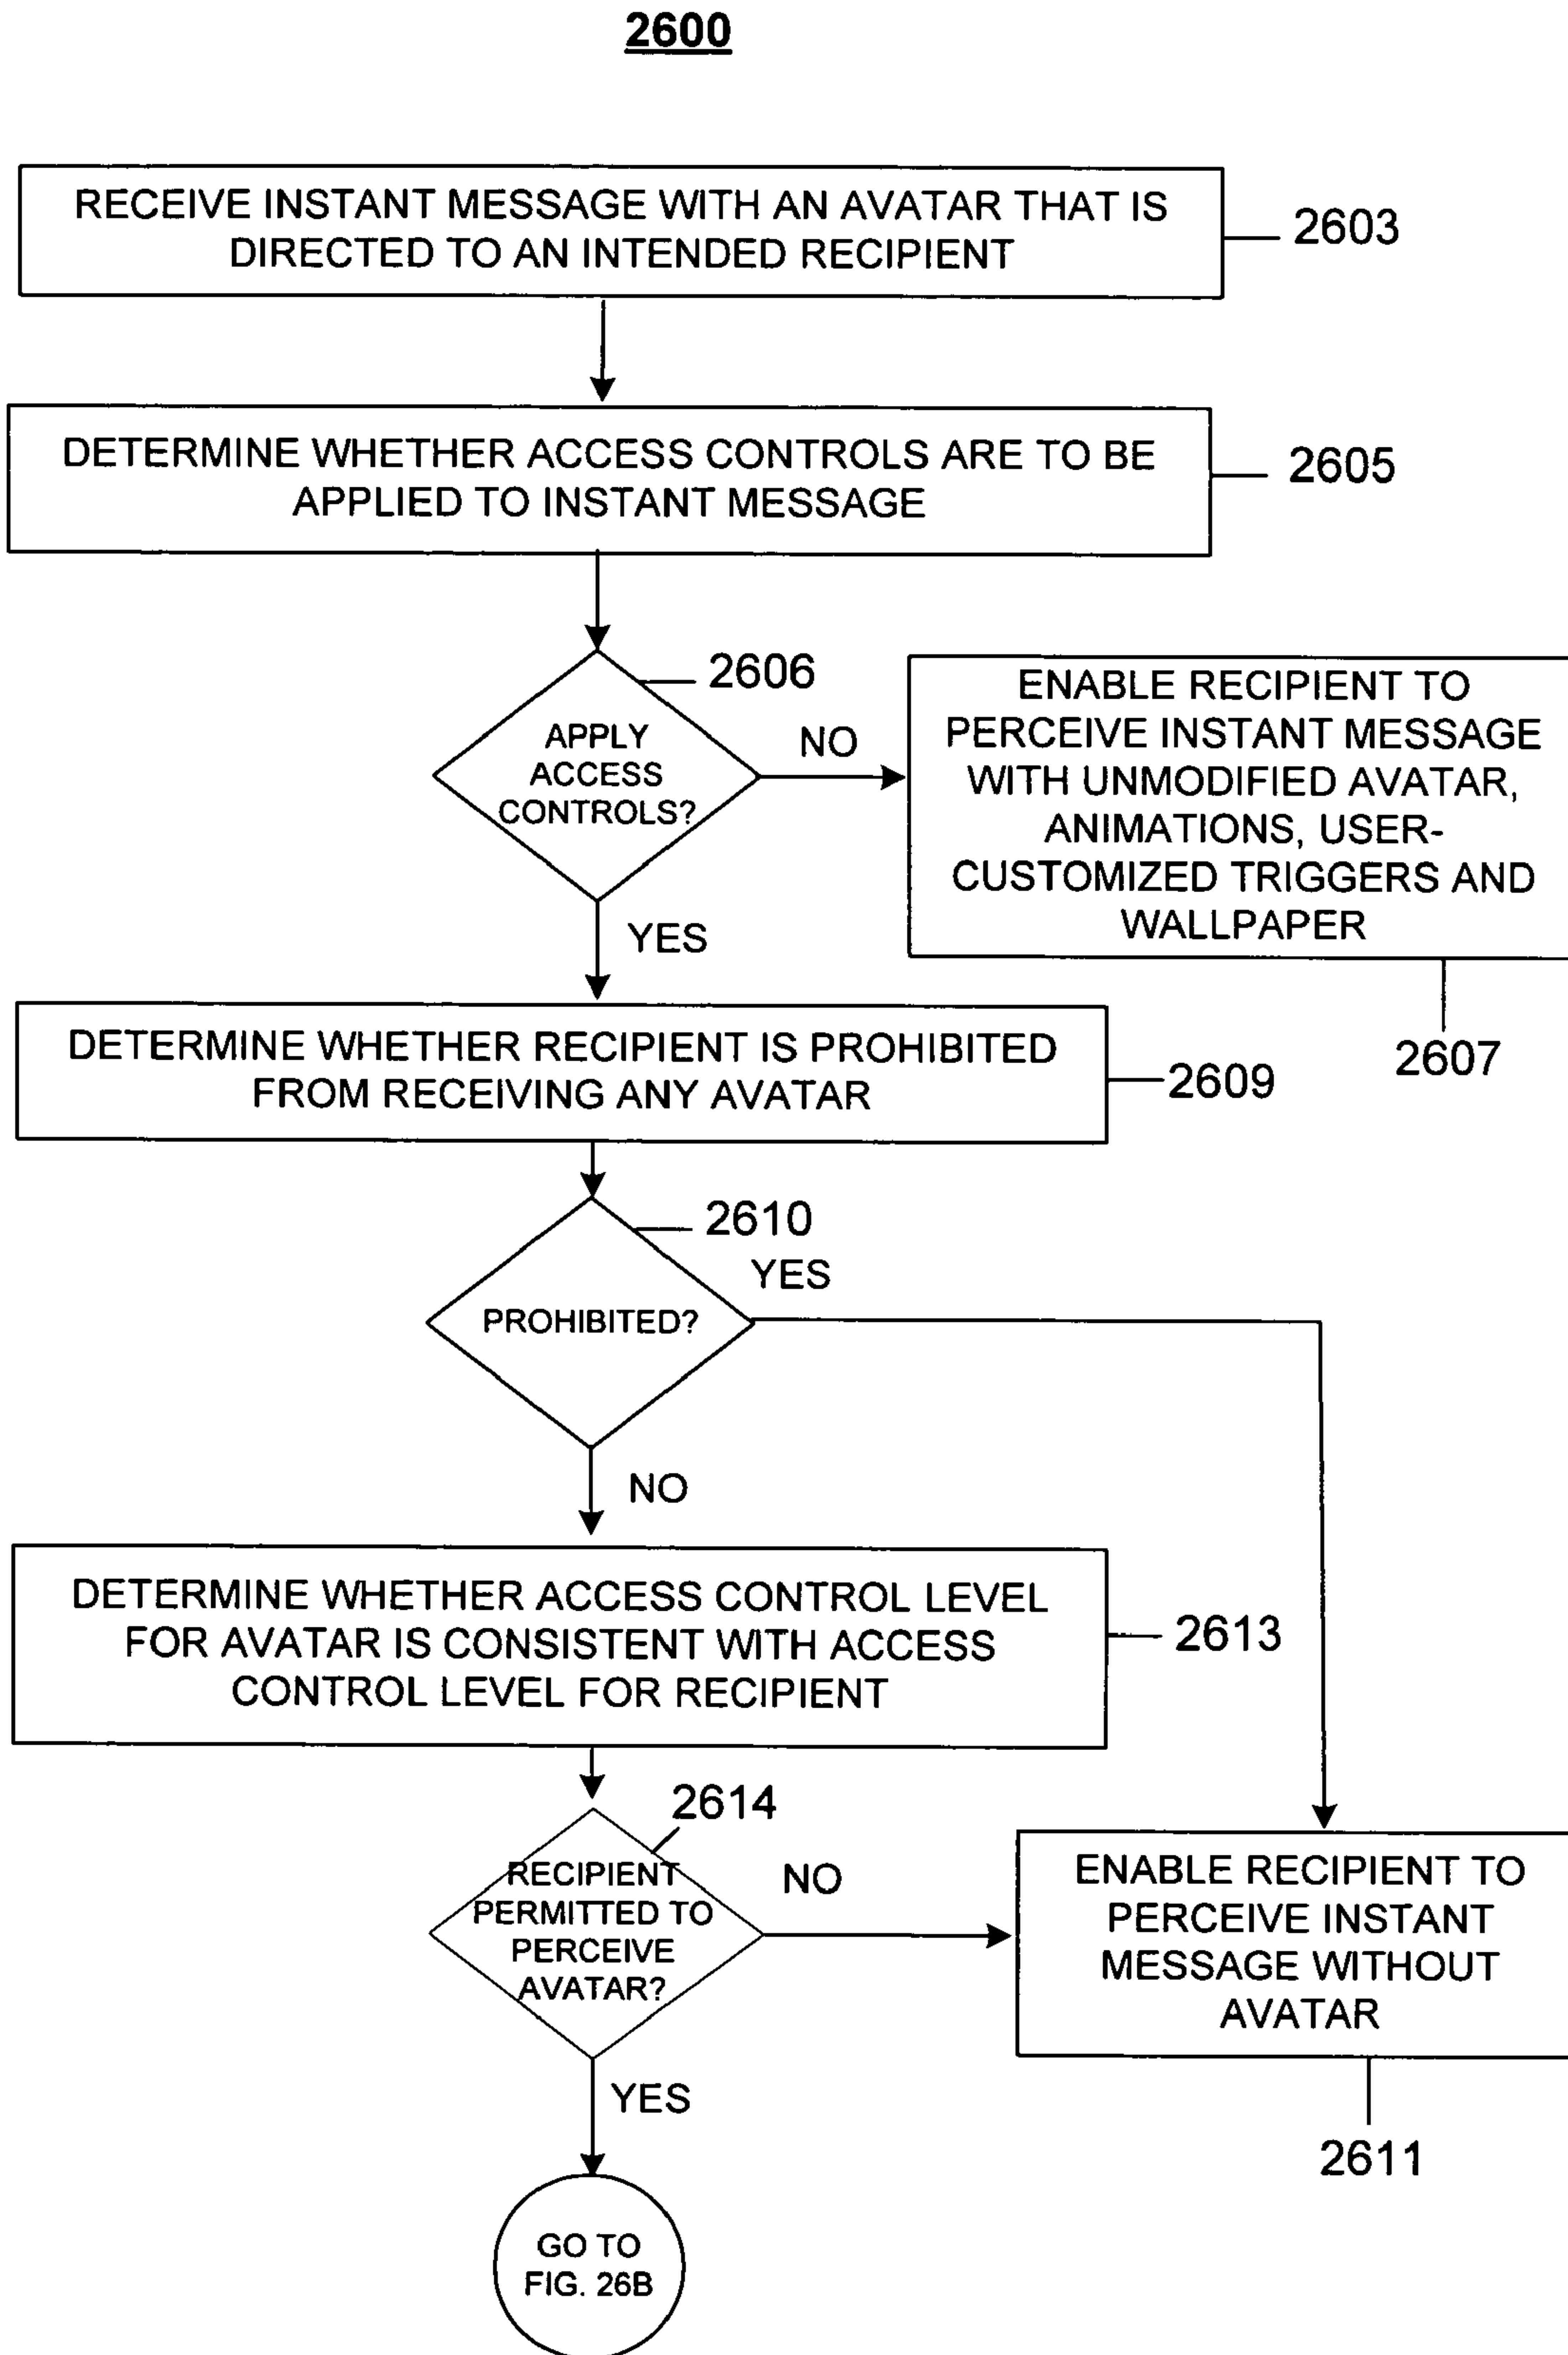 2600
RECEIVE INSTANT MESSAGE WITH AN AVATAR THAT IS
DIRECTED TO AN INTENDED RECIPIENT
2603
DETERMINE WHETHER ACCESS CONTROLS ARE TO BE
APPLIED TO INSTANT MESSAGE
2605
2606
APPLY
ACCESS
CONTROLS?
NO
YES
ENABLE RECIPIENT TO
PERCEIVE INSTANT MESSAGE
WITH UNMODIFIED AVATAR,
ANIMATIONS, USER-
CUSTOMIZED TRIGGERS AND
WALLPAPER
2607
DETERMINE WHETHER RECIPIENT IS PROHIBITED
FROM RECEIVING ANY AVATAR
2609
2610
YES
PROHIBITED?
NO
DETERMINE WHETHER ACCESS CONTROL LEVEL
FOR AVATAR IS CONSISTENT WITH ACCESS
CONTROL LEVEL FOR RECIPIENT
2613
2614
RECIPIENT
PERMITTED TO
PERCEIVE
AVATAR?
NO
YES
ENABLE RECIPIENT TO
PERCEIVE INSTANT
MESSAGE WITHOUT
AVATAR
2611
GO TO
FIG. 26B